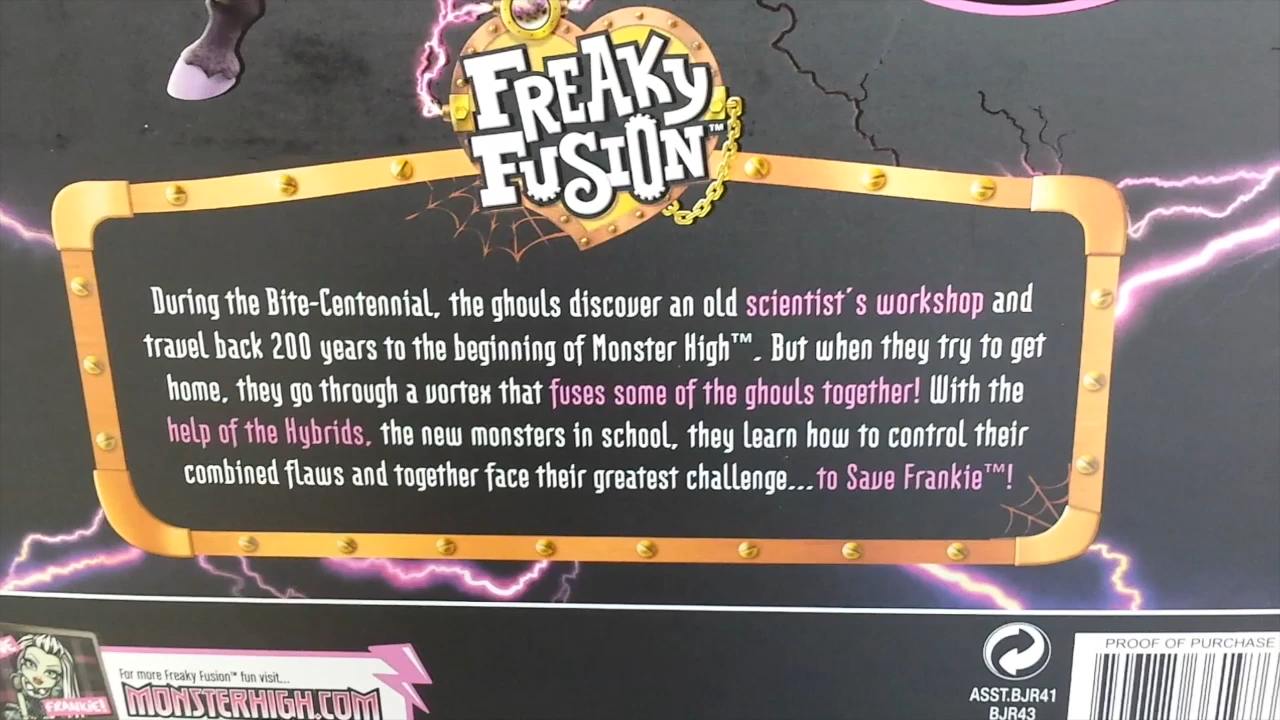 FREAKY
FUSION™
During the Bite-Centennial, the ghouls discover an old scientist's workshop and
travel back 200 years to the beginning of Monster High™. But when they try to get
home, they go through a vortex that fuses some of the ghouls together! With the
help of the Hybrids, the new monsters in school, they learn how to control their
combined flaws and together face their greatest challenge...to Save Frankie™!
FRANKIE!
For more Freaky Fusion™ fun visit...
MONSTERHIGH.COM
ASST.BJR41
BJR43
PROOF OF PURCHASE